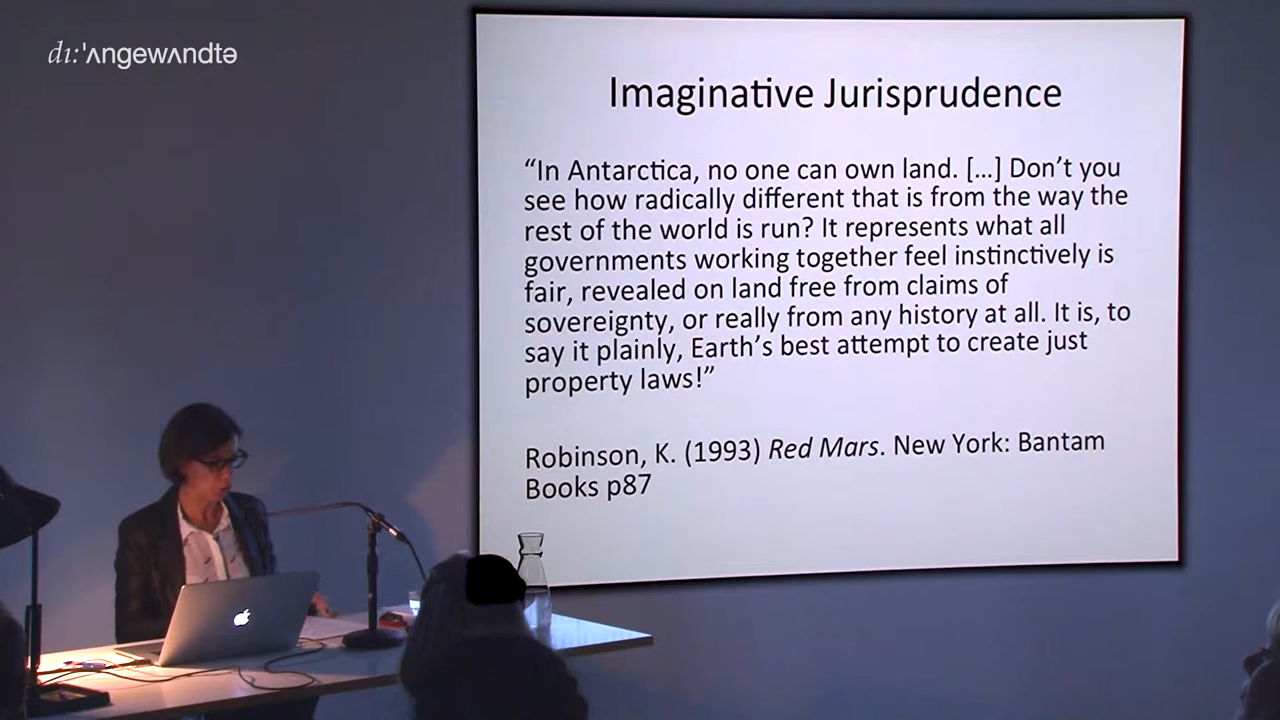 dı:ˈʌngewʌndtə
Imaginative Jurisprudence
“In Antarctica, no one can own land. […] Don’t you
see how radically different that is from the way the
rest of the world is run? It represents what all
governments working together feel instinctively is
fair, revealed on land free from claims of
sovereignty, or really from any history at all. It is, to
say it plainly, Earth’s best attempt to create just
property laws!”
Robinson, K. (1993) Red Mars. New York: Bantam
Books p87